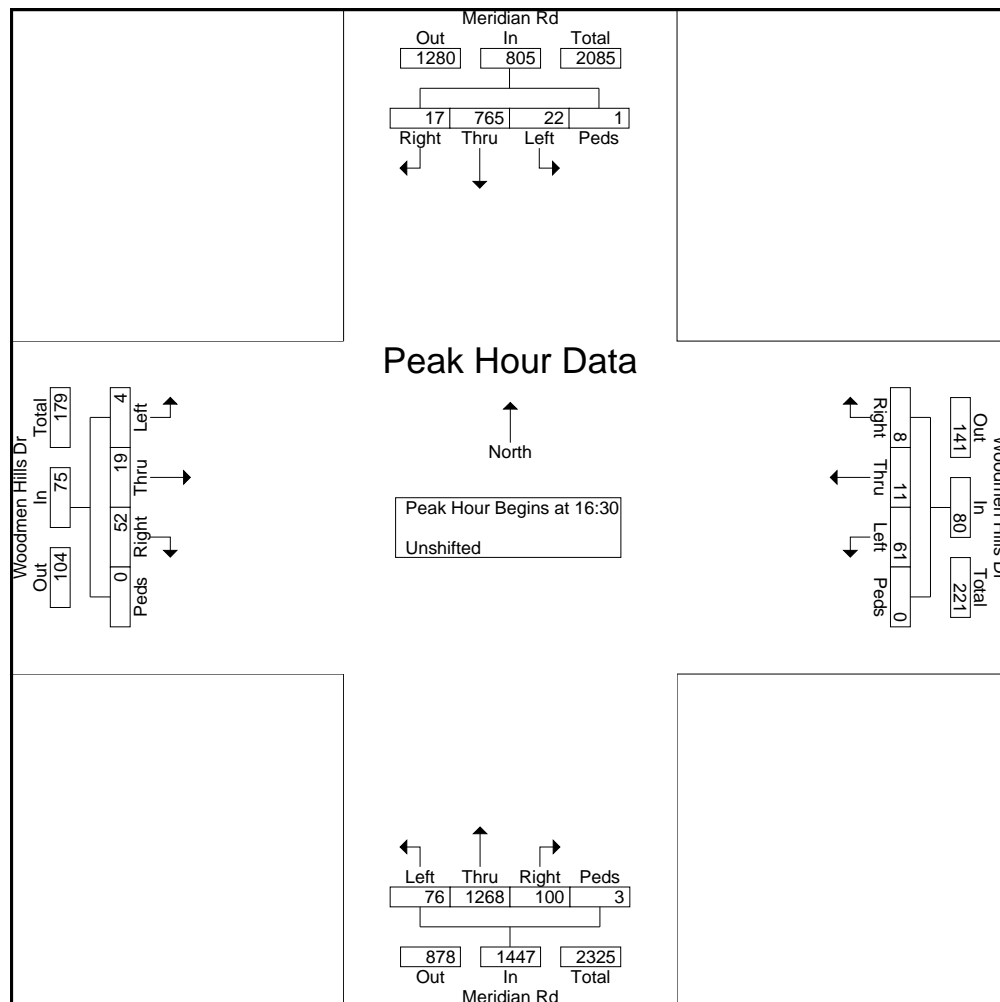 Meridian Rd
Out In Total
1280 805 2085
17 765 22 1
Right Thru Left Peds
Peak Hour Data
North
Peak Hour Begins at 16:30
Unshifted
Woodmen Hills Dr
Total In Out
179 75 104
4 19 52 0
Left Thru Right Peds
Right Thru Left Peds
8 11 61 0
Out In Total
141 80 221
Woodmen Hills Dr
Left Thru Right Peds
76 1268 100 3
878 1447 2325
Out In Total
Meridian Rd